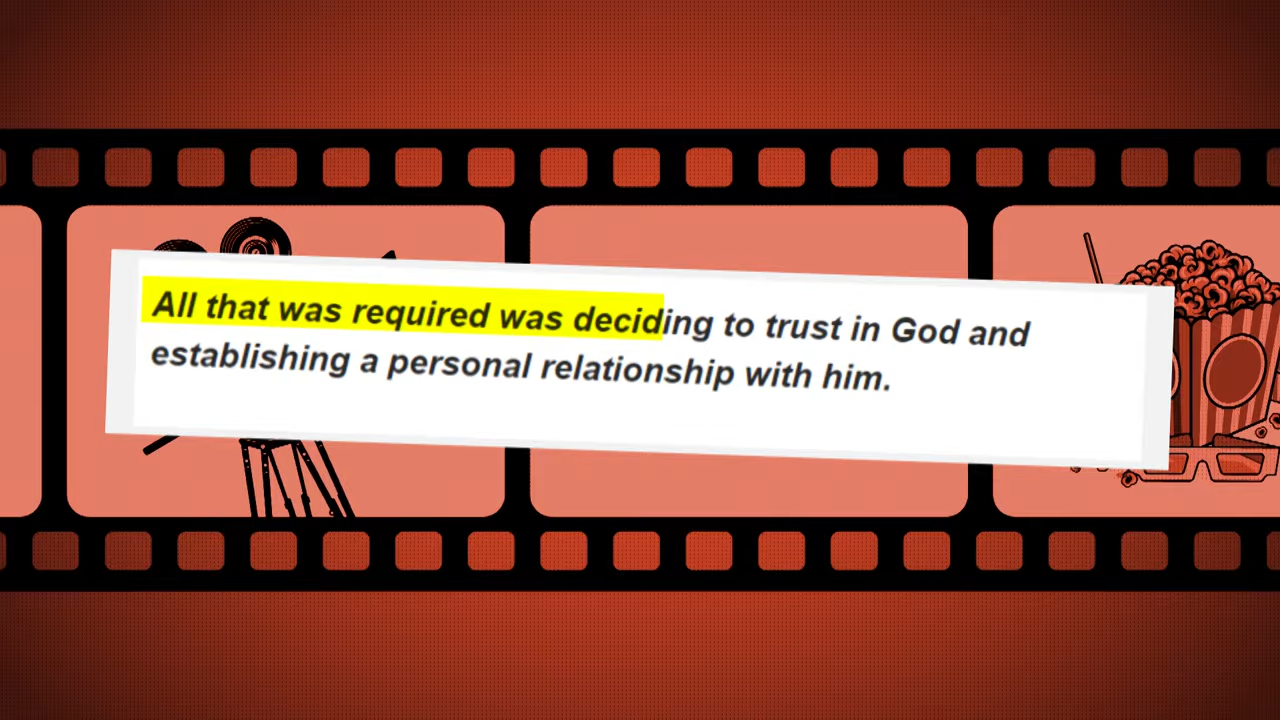 All that was required was deciding to trust in God and
establishing a personal relationship with him.